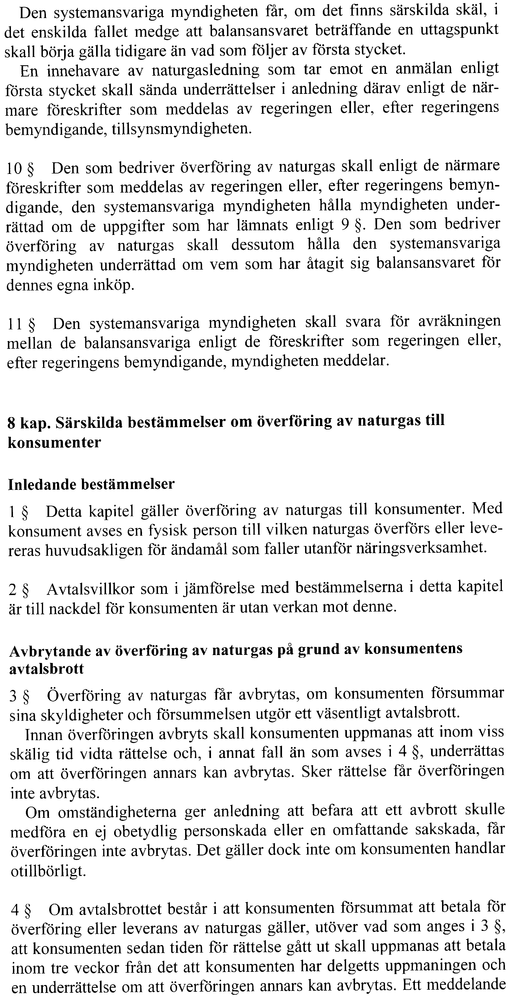 Den systemansvariga myndigheten får, om det finns särskilda skäl, i
det enskilda fallet medge att balansansvaret beträffande en uttagspunkt
skall börja gälla tidigare än vad som följer av första stycket.
En innehavare av naturgasledning som tar emot en anmälan enligt
första stycket skall sända underrättelser i anledning därav enligt de när-
mare föreskrifter som meddelas av regeringen eller, efter regeringens
bemyndigande, tillsynsmyndigheten.
10 § Den som bedriver överföring av naturgas skall enligt de närmare
föreskrifter som meddelas av regeringen eller, efter regeringens bemyn-
digande, den systemansvariga myndigheten hålla myndigheten under-
rättad om de uppgifter som har lämnats enligt 9 §. Den som bedriver
överföring av naturgas skall dessutom hålla den systemansvariga
myndigheten underrättad om vem som har åtagit sig balansansvaret för
dennes egna inköp.
11 § Den systemansvariga myndigheten skall svara för avräkningen
mellan de balansansvariga enligt de föreskrifter som regeringen eller,
efter regeringens bemyndigande, myndigheten meddelar.
8 kap. Särskilda bestämmelser om överföring av naturgas till
konsumenter
Inledande bestämmelser
1 § Detta kapitel gäller överföring av naturgas till konsumenter. Med
konsument avses en fysisk person till vilken naturgas överförs eller leve-
reras huvudsakligen för ändamål som faller utanför näringsverksamhet.
2 § Avtalsvillkor som i jämförelse med bestämmelserna i detta kapitel
är till nackdel för konsumenten är utan verkan mot denne.
Avbrytande av överföring av naturgas på grund av konsumentens
avtalsbrott
3 § Överföring av naturgas får avbrytas, om konsumenten försummar
sina skyldigheter och försummelsen utgör ett väsentligt avtalsbrott.
Innan överföringen avbryts skall konsumenten uppmanas att inom viss
skälig tid vidta rättelse och, i annat fall än som avses i 4 §, underrättas
om att överföringen annars kan avbrytas. Sker rättelse får överföringen
inte avbrytas.
Om omständigheterna ger anledning att befara att ett avbrott skulle
medföra en ej obetydlig personskada eller en omfattande sakskada, får
överföringen inte avbrytas. Det gäller dock inte om konsumenten handlar
otillbörligt.
4 § Om avtalsbrottet består i att konsumenten försummat att betala för
överföring eller leverans av naturgas gäller, utöver vad som anges i 3 §,
att konsumenten sedan tiden för rättelse gått ut skall uppmanas att betala
inom tre veckor från det att konsumenten har delgetts uppmaningen och
en underrättelse om att överföringen annars kan avbrytas. Ett meddelande